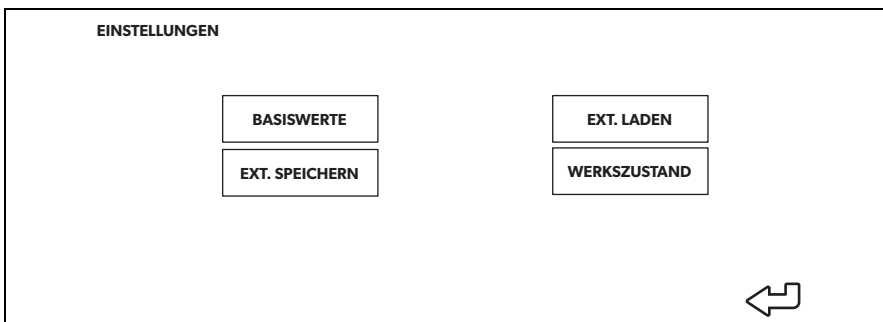 EINSTELLUNGEN
BASISWERTE
EXT. LADEN
EXT. SPEICHERN
WERKSZUSTAND